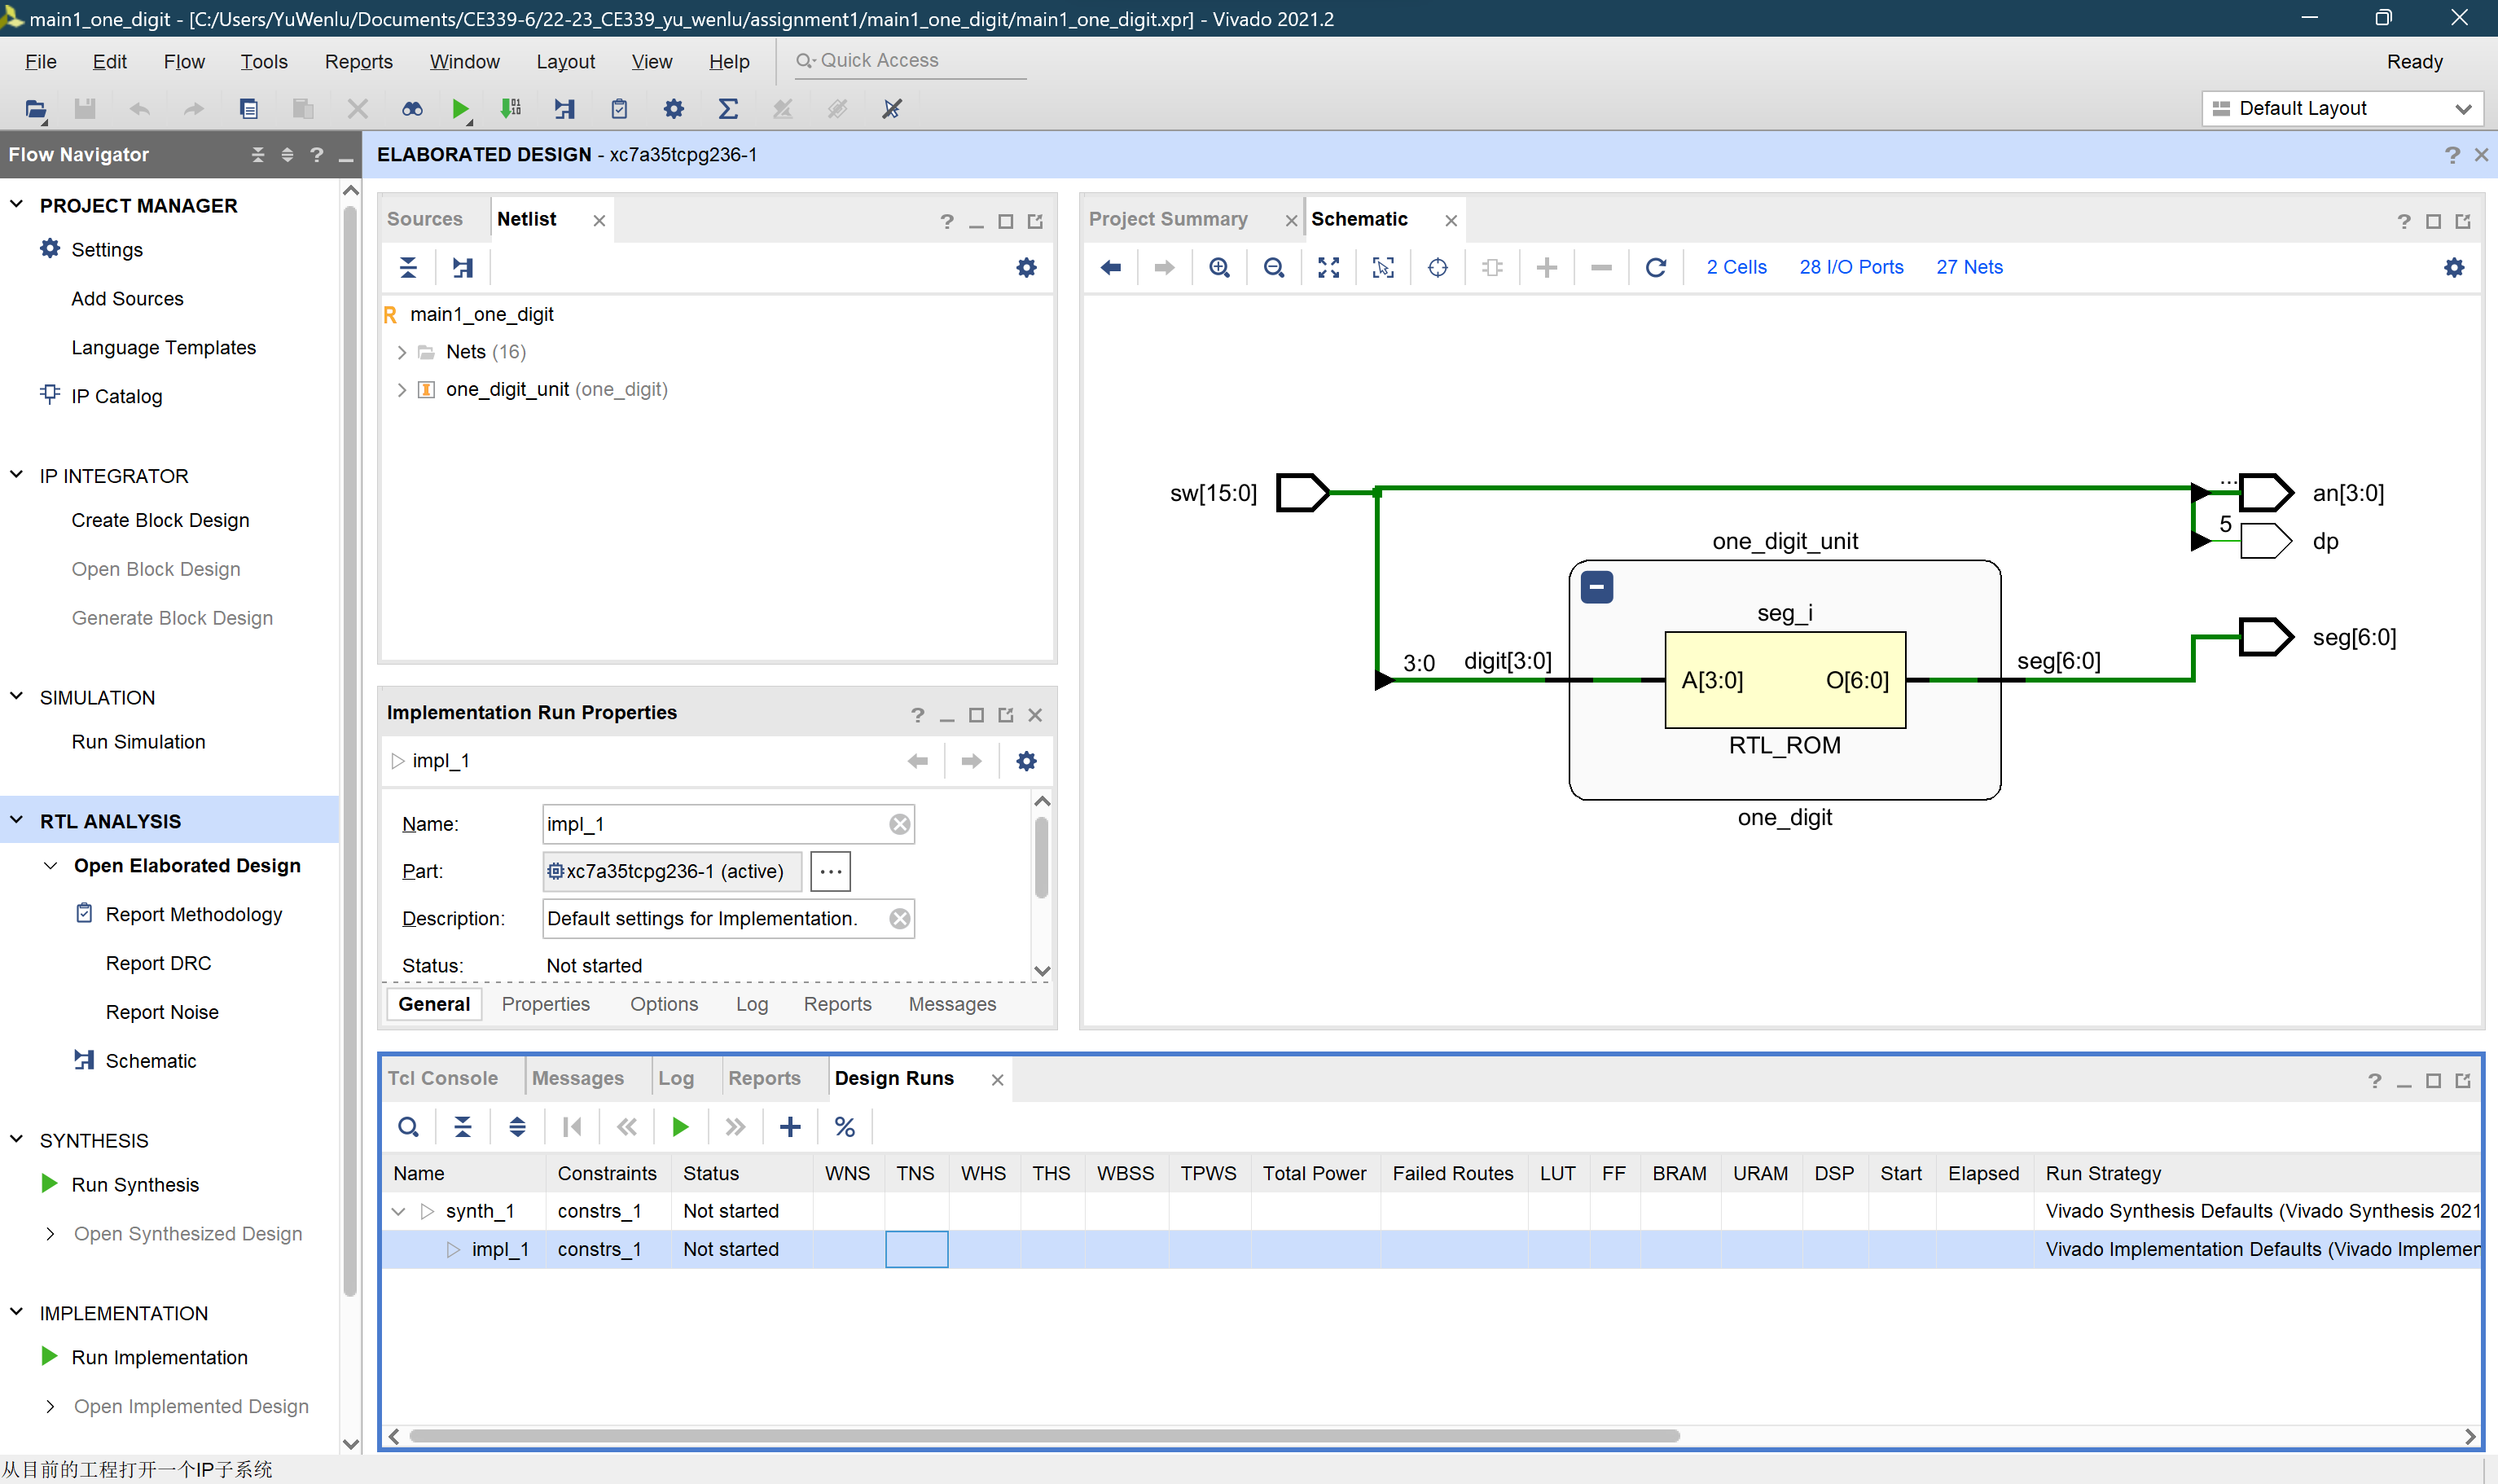 main1_one_digit - [C:/Users/YuWenlu/Documents/CE339-6/22-23_CE339_yu_wenlu/assignment1/main1_one_digit/main1_one_digit.xpr] - Vivado 2021.2
File Edit Flow Tools Reports Window Layout View Help Quick Access Ready
Default Layout
Flow Navigator
ELABORATED DESIGN - xc7a35tcpg236-1
PROJECT MANAGER
Settings
Add Sources
Language Templates
IP Catalog
IP INTEGRATOR
Create Block Design
Open Block Design
Generate Block Design
SIMULATION
Run Simulation
RTL ANALYSIS
Open Elaborated Design
Report Methodology
Report DRC
Report Noise
Schematic
SYNTHESIS
Run Synthesis
Open Synthesized Design
IMPLEMENTATION
Run Implementation
Open Implemented Design
Sources Netlist
main1_one_digit
Nets (16)
one_digit_unit (one_digit)
Implementation Run Properties
impl_1
Name: impl_1
Part: xc7a35tcpg236-1 (active) ...
Description: Default settings for Implementation.
Status: Not started
General Properties Options Log Reports Messages
Project Summary Schematic
2 Cells 28 I/O Ports 27 Nets
sw[15:0] ... an[3:0]
5 dp
one_digit_unit
seg_i
seg[6:0]
3:0 digit[3:0] A[3:0] O[6:0] seg[6:0]
RTL_ROM
one_digit
Tcl Console Messages Log Reports Design Runs
Name Constraints Status WNS TNS WHS THS WBSS TPWS Total Power Failed Routes LUT FF BRAM URAM DSP Start Elapsed Run Strategy
synth_1 constrs_1 Not started Vivado Synthesis Defaults (Vivado Synthesis 2021
impl_1 constrs_1 Not started Vivado Implementation Defaults (Vivado Implemen
从目前的工程打开一个IP子系统